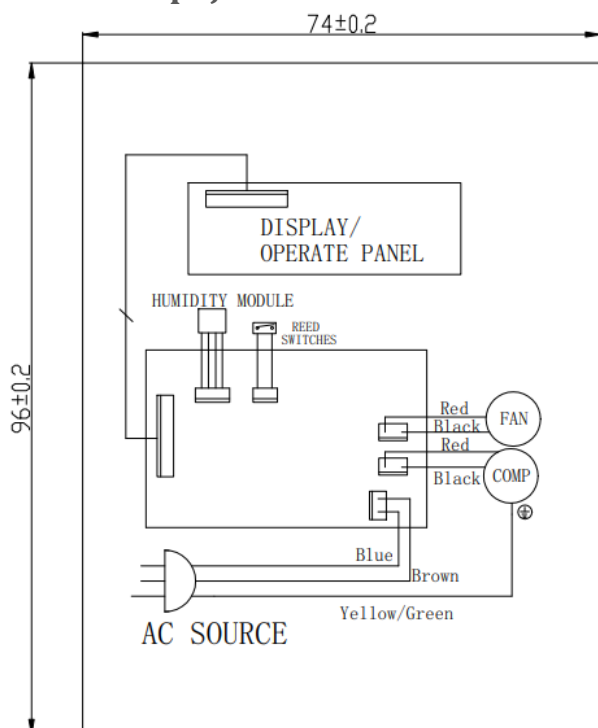 74±0.2
96±0.2
DISPLAY/
OPERATE PANEL
HUMIDITY MODULE
REED
SWITCHES
Red
FAN
Black
Red
COMP
Black
Blue
Brown
Yellow/Green
AC SOURCE